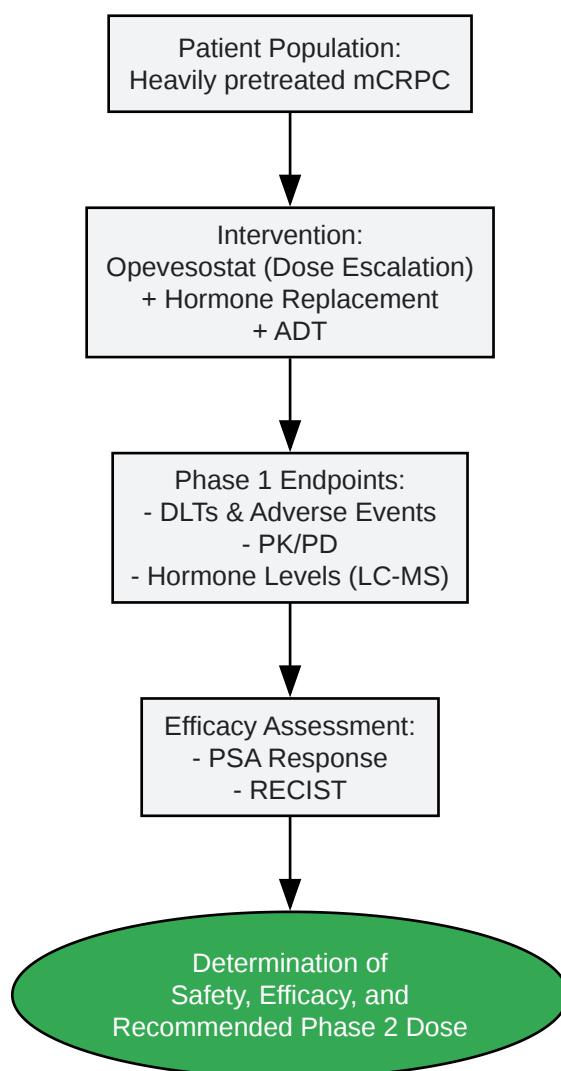 Patient Population:
Heavily pretreated mCRPC
Intervention:
Opevesostat (Dose Escalation)
+ Hormone Replacement
+ ADT
Phase 1 Endpoints:
- DLTs & Adverse Events
- PK/PD
- Hormone Levels (LC-MS)
Efficacy Assessment:
- PSA Response
- RECIST
Determination of
Safety, Efficacy, and
Recommended Phase 2 Dose